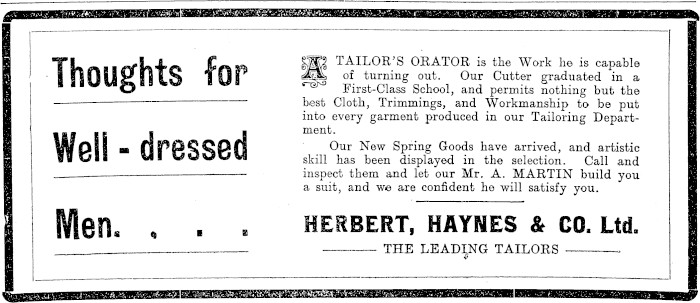 Thoughts for
Well - dressed
Men. . . .
A TAILOR'S ORATOR is the Work he is capable
of turning out. Our Cutter graduated in a
First-Class School, and permits nothing but the
best Cloth, Trimmings, and Workmanship to be put
into every garment produced in our Tailoring Depart-
ment.
Our New Spring Goods have arrived, and artistic
skill has been displayed in the selection. Call and
inspect them and let our Mr. A. MARTIN build you
a suit, and we are confident he will satisfy you.
HERBERT, HAYNES & CO. Ltd.
THE LEADING TAILORS